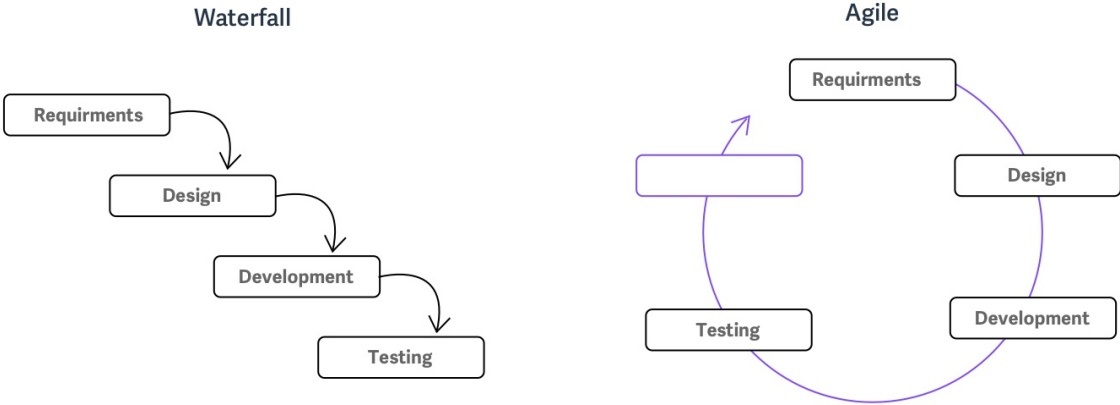 Waterfall
Requirments
Design
Development
Testing
Agile
Requirments
Design
Development
Testing